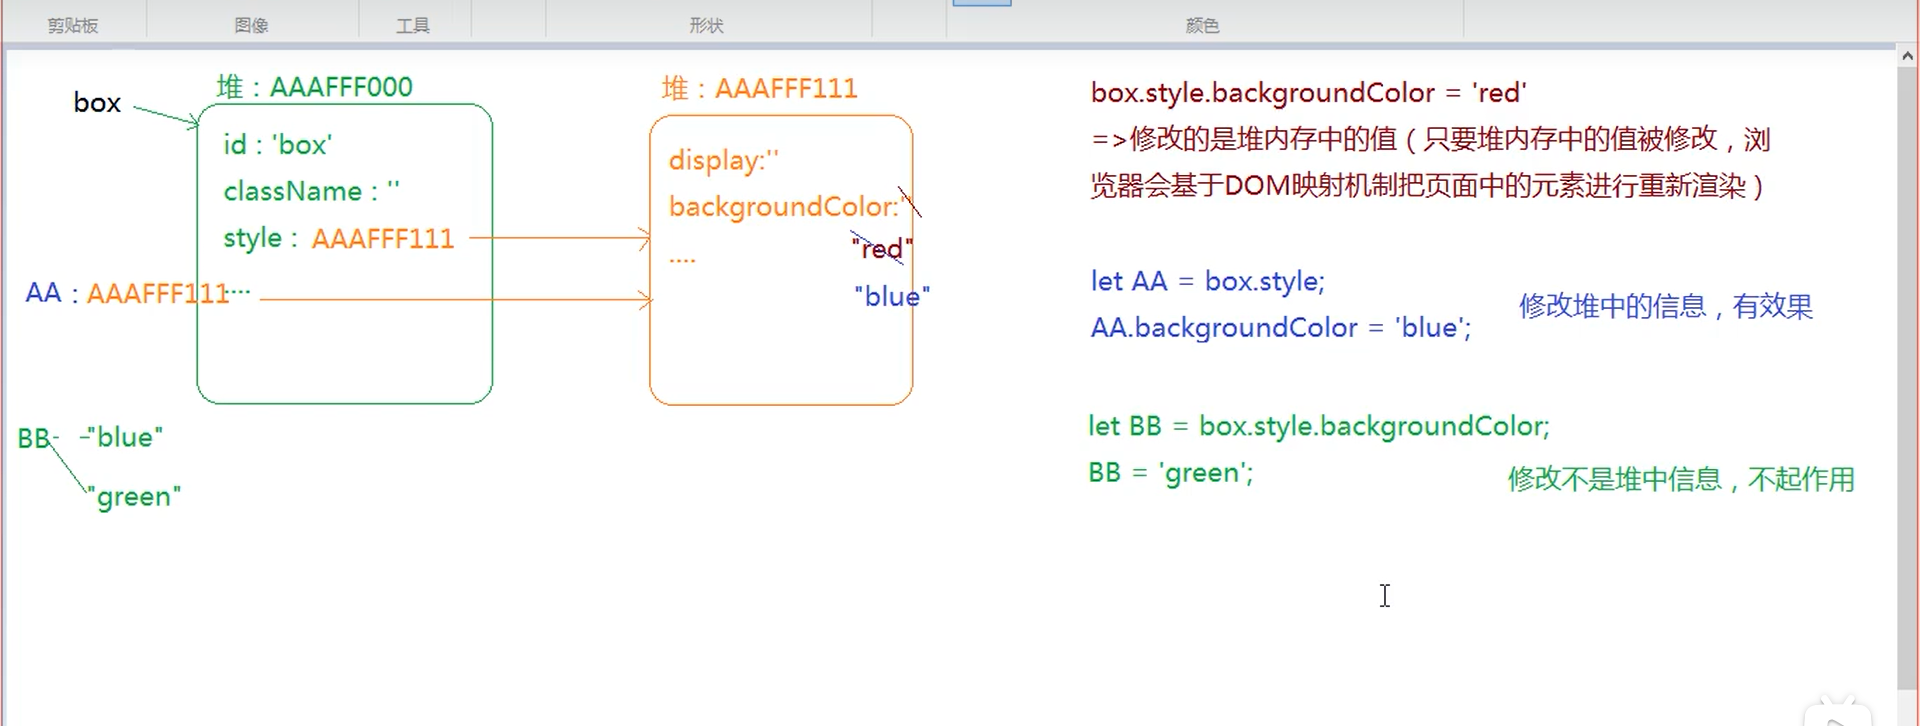 剪贴板
图像
工具
形状
颜色
box
堆：AAAFFF000
id : 'box'
className : ''
style : AAAFFF111
....
AA : AAAFFF111
BB
"blue"
"green"
堆：AAAFFF111
display:''
backgroundColor:''
"red"
....
"blue"
box.style.backgroundColor = 'red'
=>修改的是堆内存中的值（只要堆内存中的值被修改，浏
览器会基于DOM映射机制把页面中的元素进行重新渲染）
let AA = box.style;
AA.backgroundColor = 'blue';
修改堆中的信息，有效果
let BB = box.style.backgroundColor;
BB = 'green';
修改不是堆中信息，不起作用